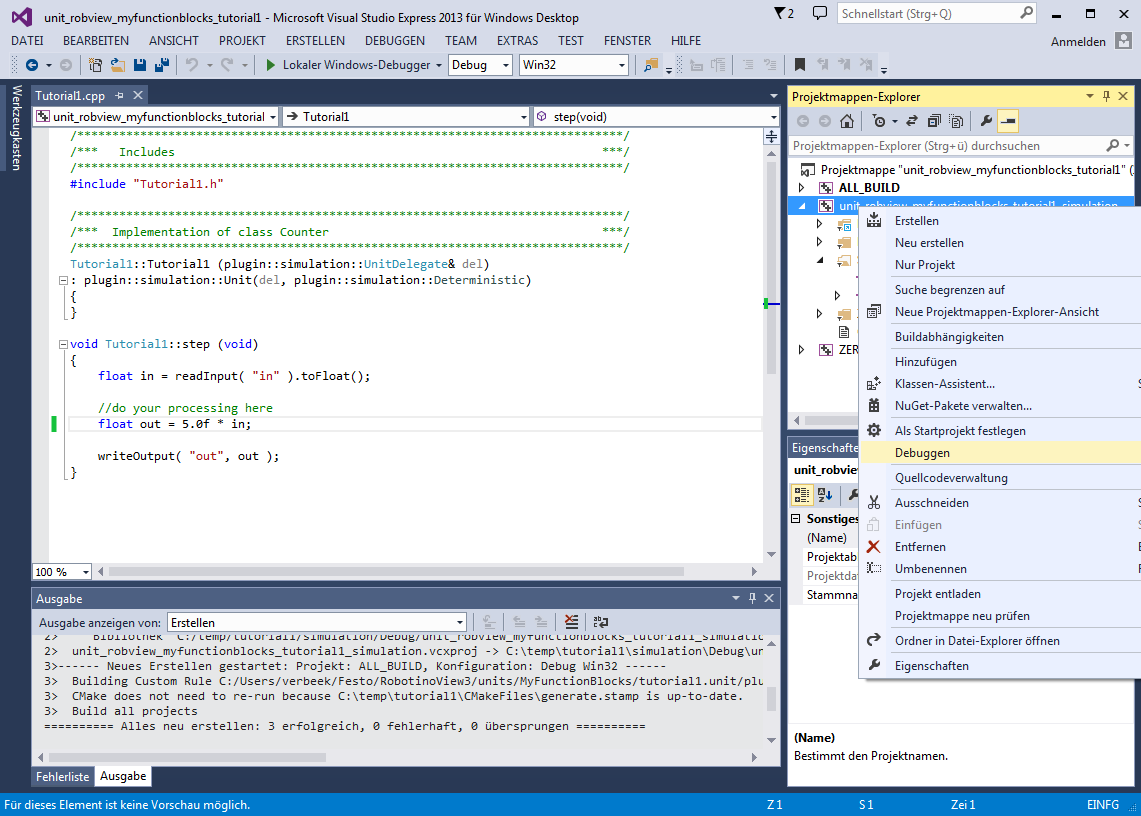 unit_robview_myfunctionblocks_tutorial1 - Microsoft Visual Studio Express 2013 für Windows Desktop
2
Schnellstart (Strg+Q)
DATEI BEARBEITEN ANSICHT PROJEKT ERSTELLEN DEBUGGEN TEAM EXTRAS TEST FENSTER HILFE
Anmelden
Lokaler Windows-Debugger Debug Win32
Werkzeugkasten
Tutorial1.cpp
unit_robview_myfunctionblocks_tutorial Tutorial1 step(void)
/*********************************************************************/
/*** Includes ***/
/*********************************************************************/
#include "Tutorial1.h"
/*********************************************************************/
/*** Implementation of class Counter ***/
/*********************************************************************/
Tutorial1::Tutorial1 (plugin::simulation::UnitDelegate& del)
: plugin::simulation::Unit(del, plugin::simulation::Deterministic)
{
}
void Tutorial1::step (void)
{
float in = readInput( "in" ).toFloat();
//do your processing here
float out = 5.0f * in;
writeOutput( "out", out );
}
100 %
Ausgabe
Ausgabe anzeigen von: Erstellen
2> Bibliothek C:/temp/tutorial1/simulation/Debug/unit_robview_myfunctionblocks_tutorial1_simulatio
2> unit_robview_myfunctionblocks_tutorial1_simulation.vcxproj -> C:\temp\tutorial1\simulation\Debug\un
3>------ Neues Erstellen gestartet: Projekt: ALL_BUILD, Konfiguration: Debug Win32 ------
3> Building Custom Rule C:/Users/verbeek/Festo/RobotinoView3/units/MyFunctionBlocks/tutorial1.unit/plu
3> CMake does not need to re-run because C:\temp\tutorial1\CMakeFiles\generate.stamp is up-to-date.
3> Build all projects
========== Alles neu erstellen: 3 erfolgreich, 0 fehlerhaft, 0 übersprungen ==========
Fehlerliste Ausgabe
Projektmappen-Explorer
Projektmappen-Explorer (Strg+ü) durchsuchen
Projektmappe "unit_robview_myfunctionblocks_tutorial1" (
ALL_BUILD
unit_robview_myfunctionblocks_tutorial1_simulation
ZER
Erstellen
Neu erstellen
Nur Projekt
Suche begrenzen auf
Neue Projektmappen-Explorer-Ansicht
Buildabhängigkeiten
Hinzufügen
Klassen-Assistent...
NuGet-Pakete verwalten...
Als Startprojekt festlegen
Debuggen
Quellcodeverwaltung
Ausschneiden
Einfügen
Entfernen
Umbenennen
Projekt entladen
Projektmappe neu prüfen
Ordner in Datei-Explorer öffnen
Eigenschaften
Eigenschafte
unit_robview
Sonstiges
(Name)
Projektab
Projektda
Stammna
(Name)
Bestimmt den Projektnamen.
Für dieses Element ist keine Vorschau möglich. Z 1 S 1 Zei 1 EINFG